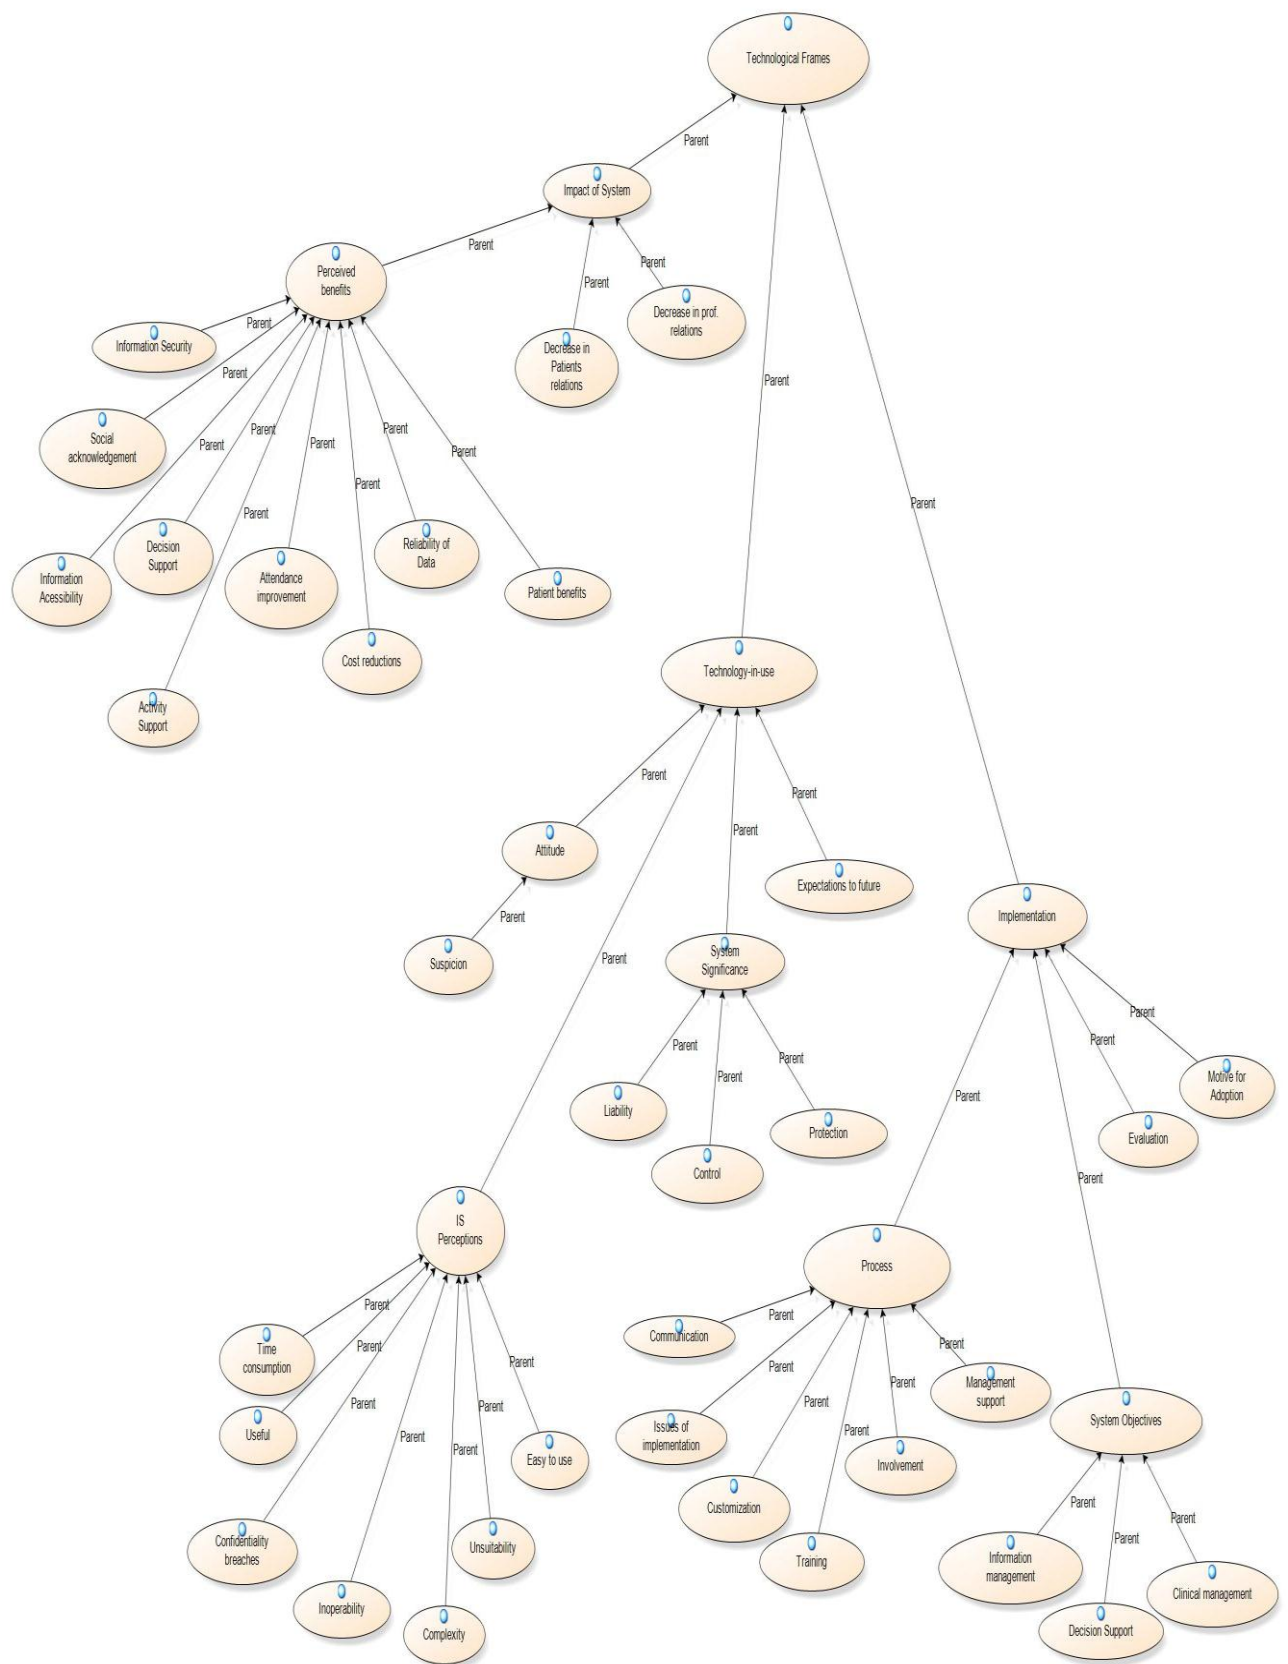 Technological Frames
Parent
Impact of System
Parent
Parent
Parent
Perceived
benefits
Decrease in prof.
relations
Decrease in
Patients
relations
Parent
Information Security
Parent
Social
acknowledgement
Parent
Parent
Parent
Parent
Parent
Parent
Parent
Information
Acessibility
Decision
Support
Attendance
improvement
Reliability of
Data
Patient benefits
Cost reductions
Activity
Support
Parent
Parent
Technology-in-use
Parent
Parent
Parent
Parent
Attitude
Expectations to future
Parent
Suspicion
System
Significance
Implementation
Parent
Parent
Parent
Liability
Control
Protection
Parent
Parent
Parent
Parent
Motive for
Adoption
Evaluation
IS
Perceptions
Process
Parent
Parent
Parent
Parent
Parent
Parent
Parent
Time
consumption
Useful
Confidentiality
breaches
Inoperability
Complexity
Unsuitability
Easy to use
Parent
Parent
Parent
Parent
Parent
Parent
Communication
Issues of
implementation
Customization
Training
Involvement
Management
support
System Objectives
Parent
Parent
Parent
Information
management
Decision Support
Clinical management